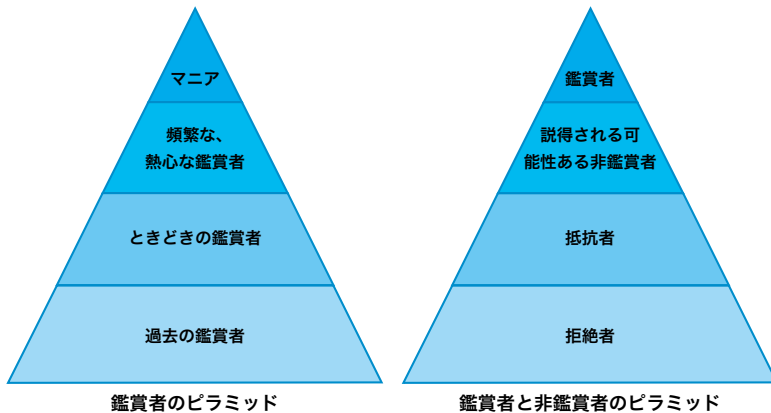 マニア
頻繁な、
熱心な鑑賞者
ときどきの鑑賞者
過去の鑑賞者
鑑賞者のピラミッド
鑑賞者
説得される可
能性ある非鑑賞者
抵抗者
拒絶者
鑑賞者と非鑑賞者のピラミッド